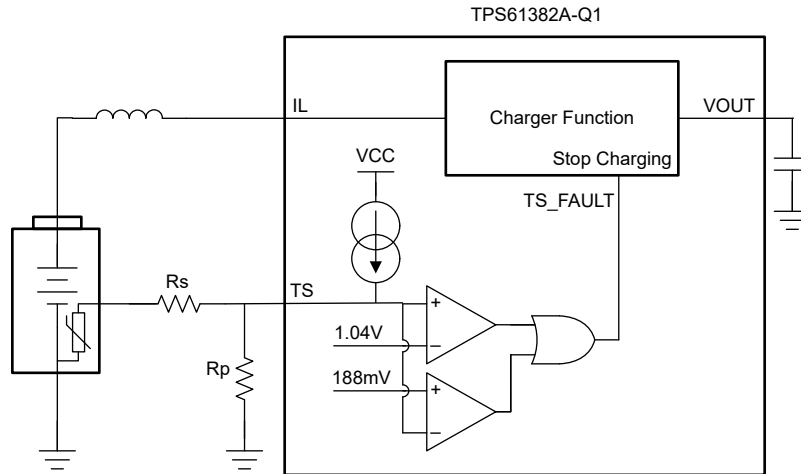 TPS61382A-Q1
IL
Charger Function
VOUT
Stop Charging
VCC
TS_FAULT
Rs
TS
+
1.04V
−
Rp
188mV
+
−